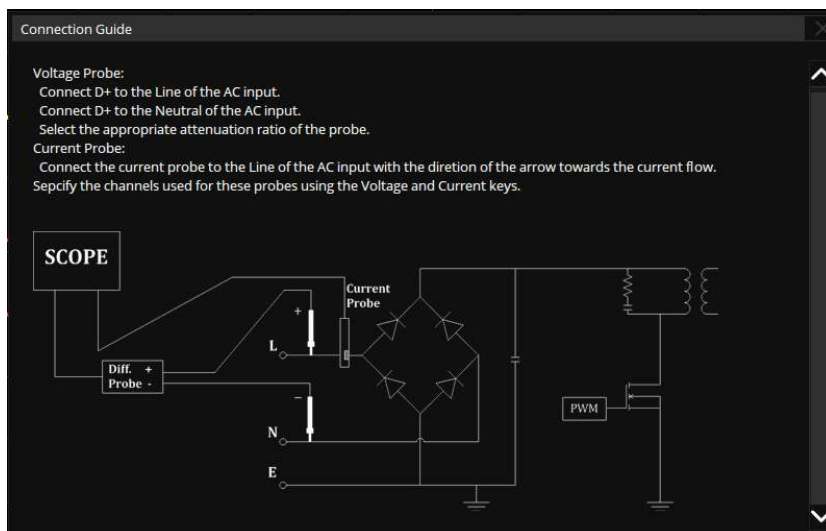 Connection Guide
Voltage Probe:
Connect D+ to the Line of the AC input.
Connect D+ to the Neutral of the AC input.
Select the appropriate attenuation ratio of the probe.
Current Probe:
Connect the current probe to the Line of the AC input with the diretion of the arrow towards the current flow.
Sepcify the channels used for these probes using the Voltage and Current keys.
SCOPE
Current
Probe
+
L
Diff. +
Probe -
−
N
PWM
E